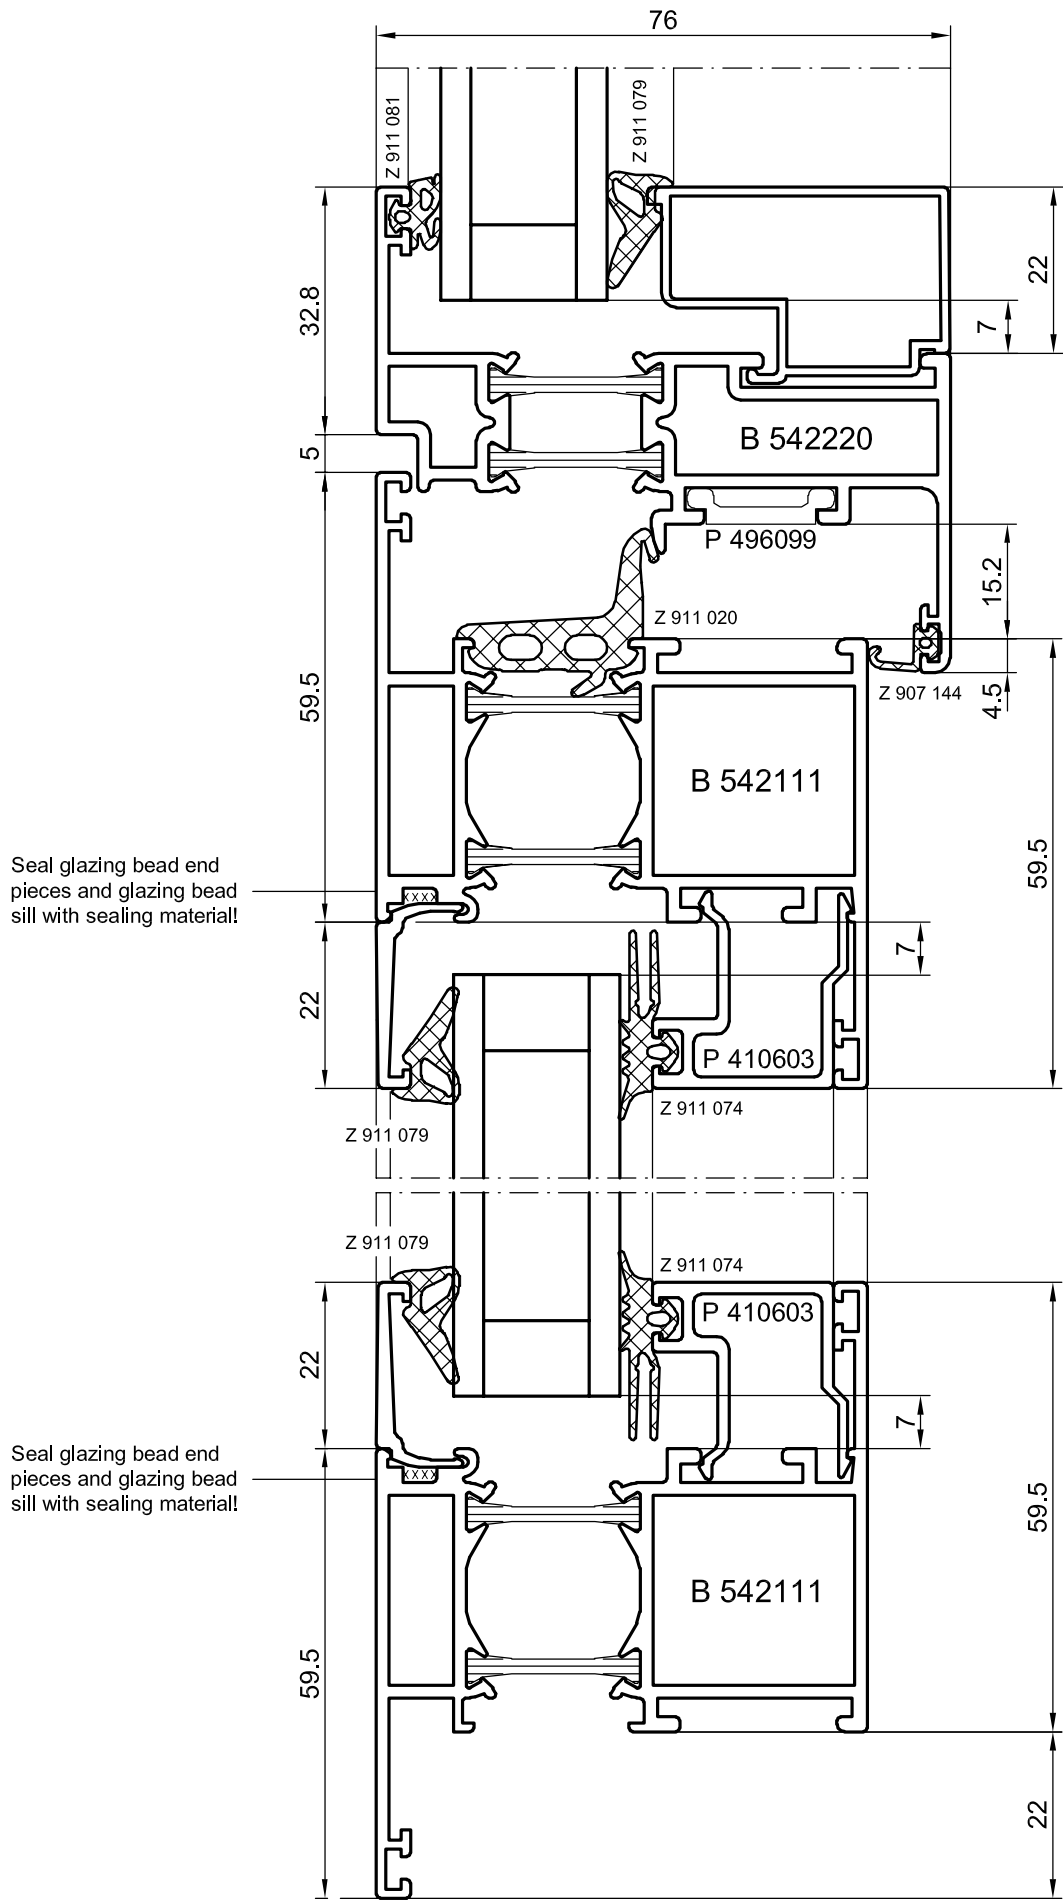 76
Z 911 081
Z 911 079
32.8
22
7
B 542220
5
P 496099
15.2
Z 911 020
59.5
Z 907 144
4.5
B 542111
59.5
Seal glazing bead end
pieces and glazing bead
sill with sealing material!
7
22
P 410603
Z 911 074
Z 911 079
Z 911 079
Z 911 074
P 410603
22
7
Seal glazing bead end
pieces and glazing bead
sill with sealing material!
59.5
B 542111
59.5
22